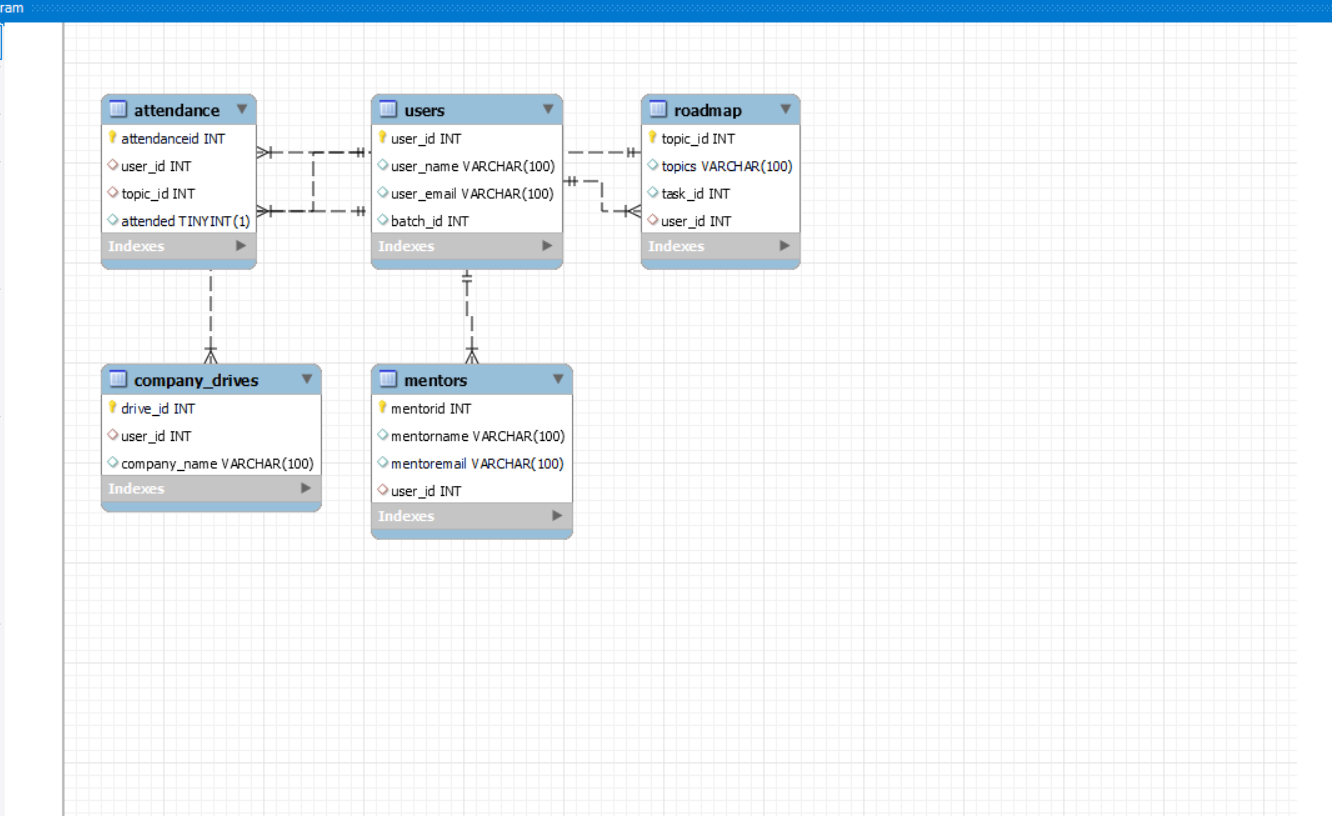 ram
attendance
attendanceid INT
user_id INT
topic_id INT
attended TINYINT(1)
Indexes
users
user_id INT
user_name VARCHAR(100)
user_email VARCHAR(100)
batch_id INT
Indexes
roadmap
topic_id INT
topics VARCHAR(100)
task_id INT
user_id INT
Indexes
company_drives
drive_id INT
user_id INT
company_name VARCHAR(100)
Indexes
mentors
mentorid INT
mentorname VARCHAR(100)
mentoremail VARCHAR(100)
user_id INT
Indexes